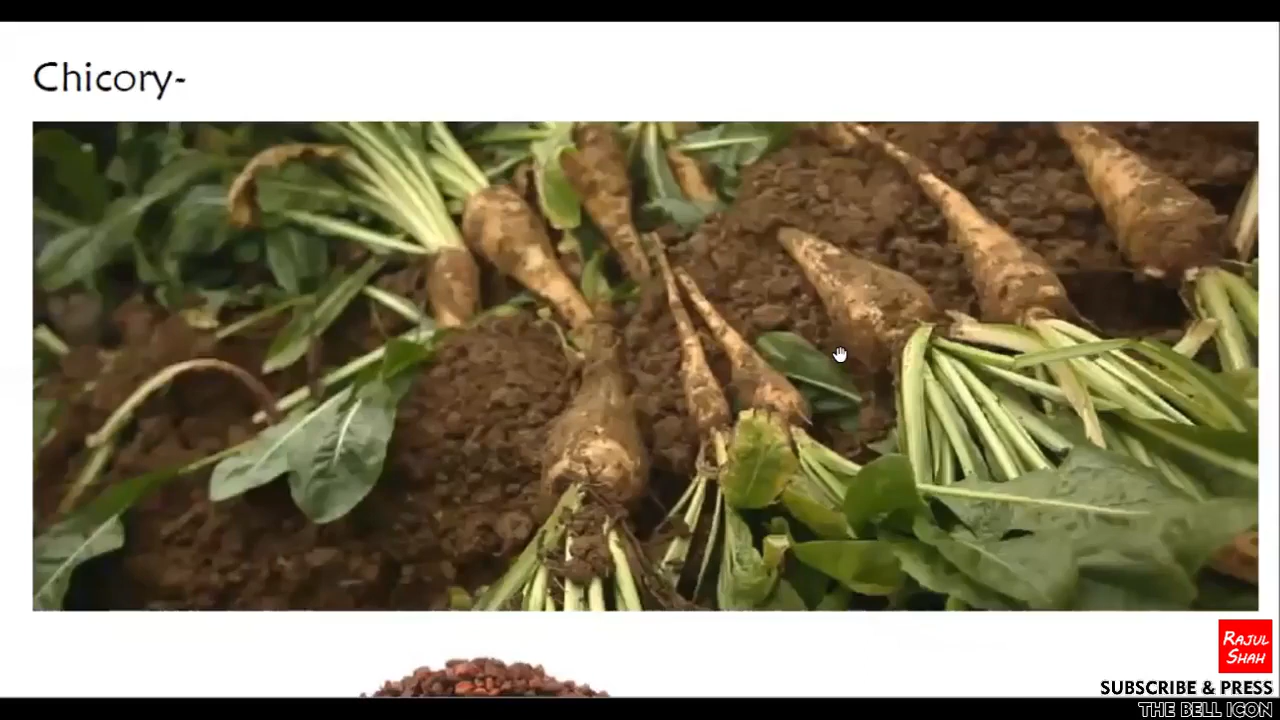 Chicory-
RAJUL
SHAH
SUBSCRIBE & PRESS
THE BELL ICON